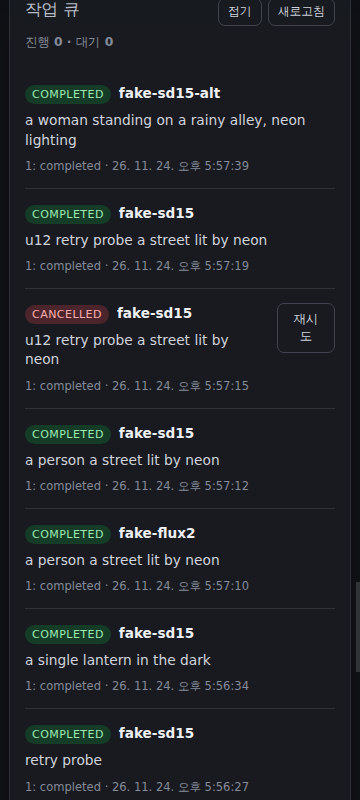 작업 큐
접기
새로고침
진행 0 · 대기 0
COMPLETED fake-sd15-alt
a woman standing on a rainy alley, neon
lighting
1: completed · 26. 11. 24. 오후 5:57:39
COMPLETED fake-sd15
u12 retry probe a street lit by neon
1: completed · 26. 11. 24. 오후 5:57:19
CANCELLED fake-sd15
재시
도
u12 retry probe a street lit by
neon
1: completed · 26. 11. 24. 오후 5:57:15
COMPLETED fake-sd15
a person a street lit by neon
1: completed · 26. 11. 24. 오후 5:57:12
COMPLETED fake-flux2
a person a street lit by neon
1: completed · 26. 11. 24. 오후 5:57:10
COMPLETED fake-sd15
a single lantern in the dark
1: completed · 26. 11. 24. 오후 5:56:34
COMPLETED fake-sd15
retry probe
1: completed · 26. 11. 24. 오후 5:56:27